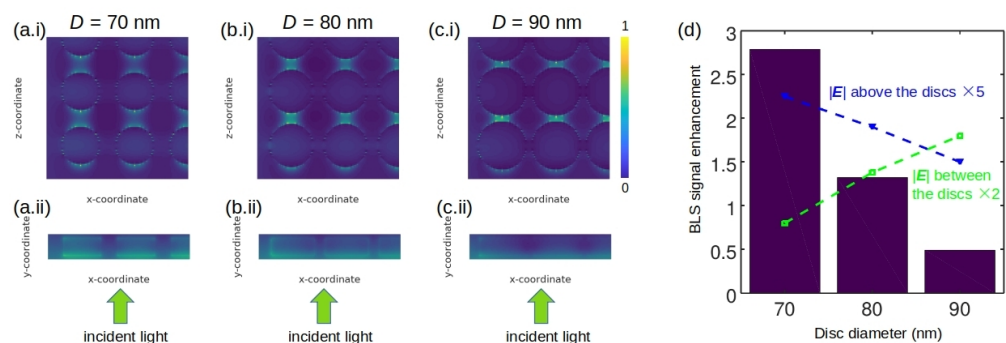 D = 70 nm
D = 80 nm
D = 90 nm
(a.i)
(b.i)
(c.i)
1
0
z-coordinate
z-coordinate
z-coordinate
x-coordinate
x-coordinate
x-coordinate
(a.ii)
(b.ii)
(c.ii)
y-coordinate
y-coordinate
y-coordinate
x-coordinate
x-coordinate
x-coordinate
incident light
incident light
incident light
(d)
BLS signal enhancement
3
2.5
2
1.5
1
0.5
0
|E| above the discs ×5
|E| between
the discs ×2
70
80
90
Disc diameter (nm)